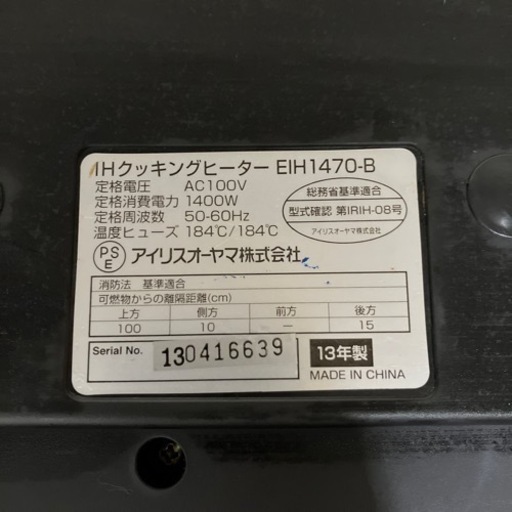 IHクッキングヒーター EIH1470-B
定格電圧 AC100V
定格消費電力 1400W
定格周波数 50-60Hz
温度ヒューズ 184℃/184℃
総務省基準適合
型式確認 第IRIH-08号
アイリスオーヤマ株式会社
PSE アイリスオーヤマ株式会社
消防法 基準適合
可燃物からの離隔距離(cm)
上方 側方 前方 後方
100 10 — 15
Serial No. 130416639
13年製
MADE IN CHINA